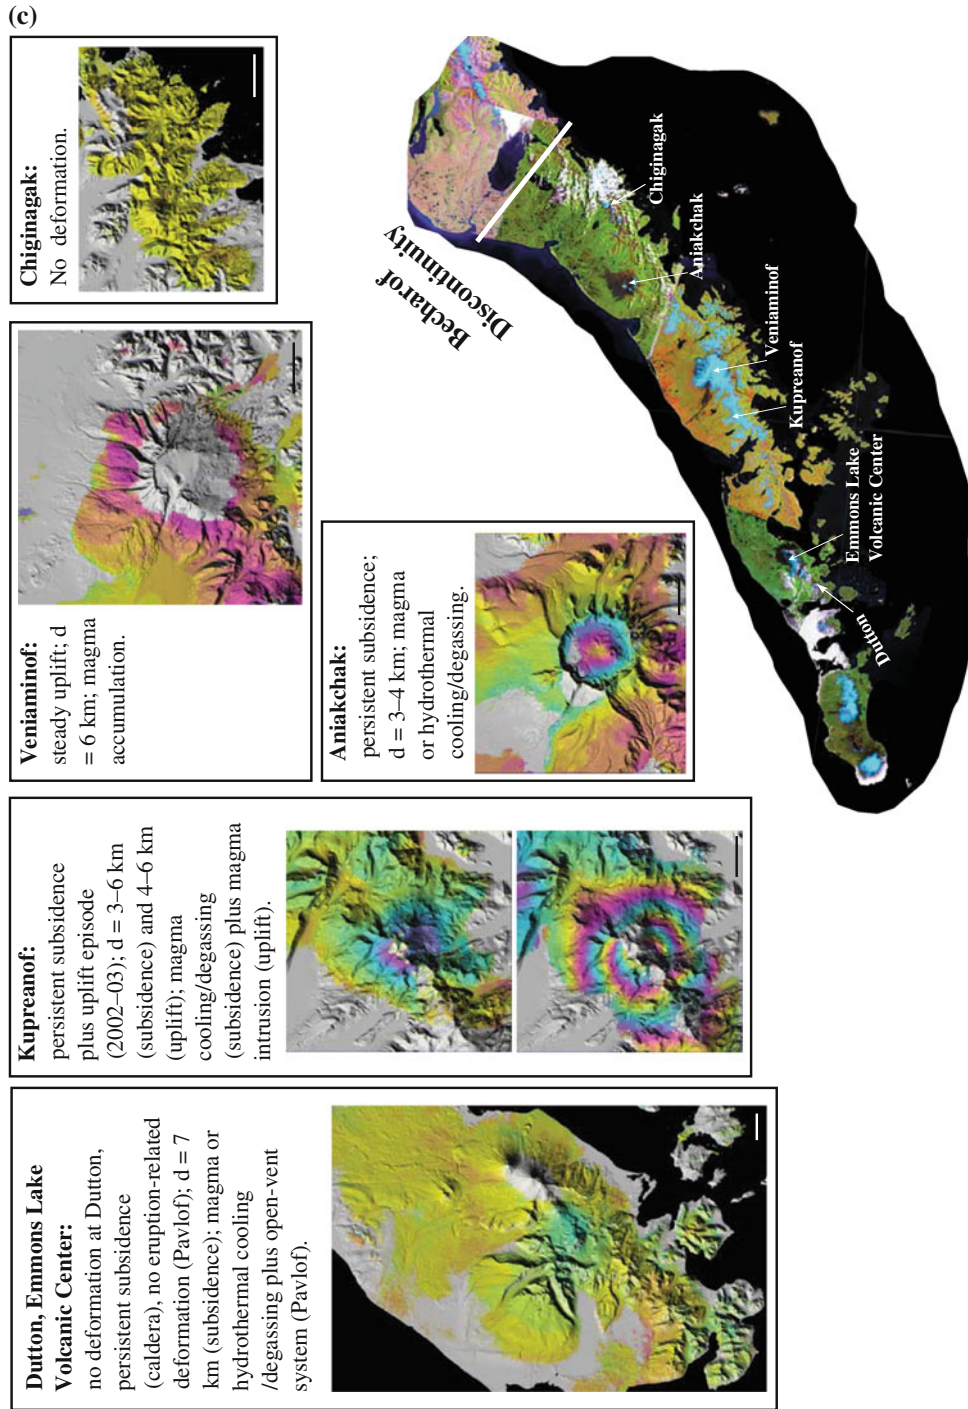 (c)
Dutton, Emmons Lake
Volcanic Center:
no deformation at Dutton,
persistent subsidence
(caldera), no eruption-related
deformation (Pavlof); d = 7
km (subsidence); magma or
hydrothermal cooling
/degassing plus open-vent
system (Pavlof).
Kupreanof:
persistent subsidence
plus uplift episode
(2002–03); d = 3–6 km
(subsidence) and 4–6 km
(uplift); magma
cooling/degassing
(subsidence) plus magma
intrusion (uplift).
Veniaminof:
steady uplift; d
= 6 km; magma
accumulation.
Chiginagak:
No deformation.
Aniakchak:
persistent subsidence;
d = 3–4 km; magma
or hydrothermal
cooling/degassing.
Becharof
Discontinuity
Chiginagak
Aniakchak
Veniaminof
Kupreanof
Emmons Lake
Volcanic Center
Dutton